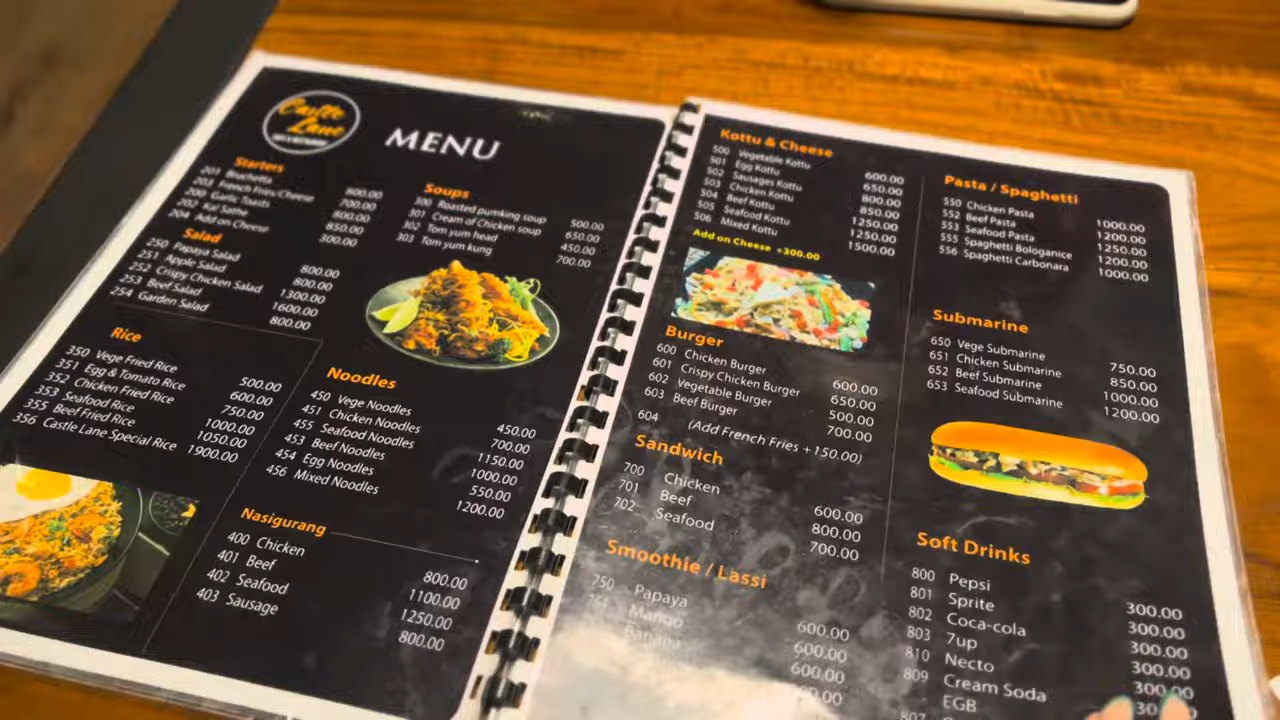 Castle
Lane
MENU
Starters
201 Bruchetta 800.00
203 French Fries Cheese 700.00
200 Garlic Toasts 800.00
202 Kal Sathe 850.00
204 Add on Cheese 300.00
Salad
250 Papaya Salad 800.00
251 Apple Salad 800.00
252 Crispy Chicken Salad 1300.00
253 Beef Salad 1600.00
254 Garden Salad 800.00
Soups
300 Roasted pumking soup 500.00
301 Cream of Chicken soup 650.00
302 Tom yum head 450.00
303 Tom yum kung 700.00
Rice
350 Vege Fried Rice 500.00
351 Egg & Tomato Rice 600.00
352 Chicken Fried Rice 750.00
353 Seafood Rice 1000.00
355 Beef Fried Rice 1050.00
356 Castle Lane Special Rice 1900.00
Noodles
450 Vege Noodles 450.00
451 Chicken Noodles 700.00
455 Seafood Noodles 1150.00
453 Beef Noodles 1000.00
454 Egg Noodles 550.00
456 Mixed Noodles 1200.00
Nasigurang
400 Chicken 800.00
401 Beef 1100.00
402 Seafood 1250.00
403 Sausage 800.00
Kottu & Cheese
500 Vegetable Kottu 600.00
501 Egg Kottu 650.00
502 Sausages Kottu 800.00
503 Chicken Kottu 850.00
504 Beef Kottu 1250.00
505 Seafood Kottu 1250.00
506 Mixed Kottu 1500.00
Add on Cheese +300.00
Burger
600 Chicken Burger 600.00
601 Crispy Chicken Burger 650.00
602 Vegetable Burger 500.00
603 Beef Burger 700.00
604 (Add French Fries +150.00)
Sandwich
700 Chicken 600.00
701 Beef 800.00
702 Seafood 700.00
Smoothie / Lassi
750 Papaya 600.00
Mango 600.00
Banana 600.00
Pasta / Spaghetti
550 Chicken Pasta 1000.00
552 Beef Pasta 1200.00
553 Seafood Pasta 1250.00
555 Spaghetti Bologanice 1200.00
556 Spaghetti Carbonara 1000.00
Submarine
650 Vege Submarine 750.00
651 Chicken Submarine 850.00
652 Beef Submarine 1000.00
653 Seafood Submarine 1200.00
Soft Drinks
800 Pepsi 300.00
801 Sprite 300.00
802 Coca-cola 300.00
803 7up 300.00
810 Necto 300.00
809 Cream Soda
EGB